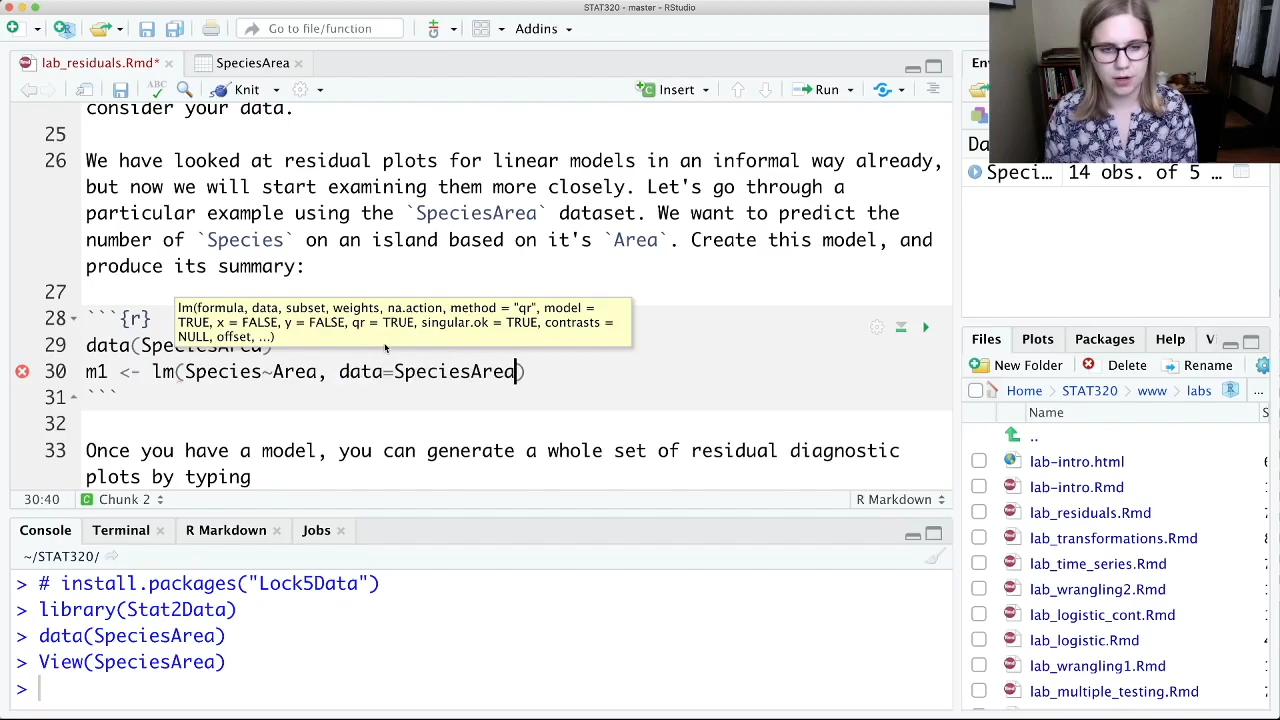 STAT320 - master - RStudio
Go to file/function
Addins
lab_residuals.Rmd*
SpeciesArea
ABC
Knit
Insert
Run
consider your data.
25
26 We have looked at residual plots for linear models in an informal way already,
but now we will start examining them more closely. Let's go through a
particular example using the `SpeciesArea` dataset. We want to predict the
number of `Species` on an island based on it's `Area`. Create this model, and
produce its summary:
27
lm(formula, data, subset, weights, na.action, method = "qr", model =
TRUE, x = FALSE, y = FALSE, qr = TRUE, singular.ok = TRUE, contrasts =
NULL, offset, ...)
28 ```{r}
29 data(SpeciesArea)
30 m1 <- lm(Species~Area, data=SpeciesArea)
31 ```
32
33 Once you have a model, you can generate a whole set of residual diagnostic
plots by typing
30:40 Chunk 2 R Markdown
Console Terminal R Markdown Jobs
~/STAT320/
> # install.packages("Lock5Data")
> library(Stat2Data)
> data(SpeciesArea)
> View(SpeciesArea)
>
En
Da
Speci... 14 obs. of 5 ...
Files Plots Packages Help V
New Folder Delete Rename
Home STAT320 www labs ...
Name S
..
lab-intro.html 6
lab-intro.Rmd
lab_residuals.Rmd 7
lab_transformations.Rmd 8
lab_time_series.Rmd
lab_wrangling2.Rmd
lab_logistic_cont.Rmd
lab_logistic.Rmd 4
lab_wrangling1.Rmd
lab_multiple_testing.Rmd 7